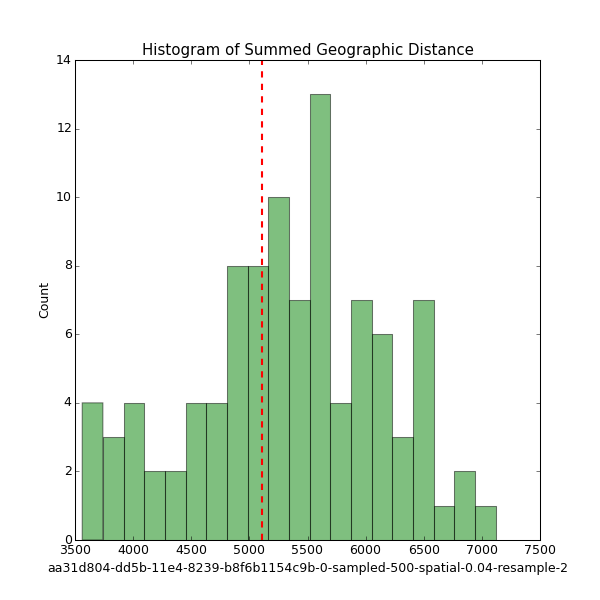 Histogram of Summed Geographic Distance
14
12
10
8
6
4
2
0
Count
3500 4000 4500 5000 5500 6000 6500 7000 7500
aa31d804-dd5b-11e4-8239-b8f6b1154c9b-0-sampled-500-spatial-0.04-resample-2